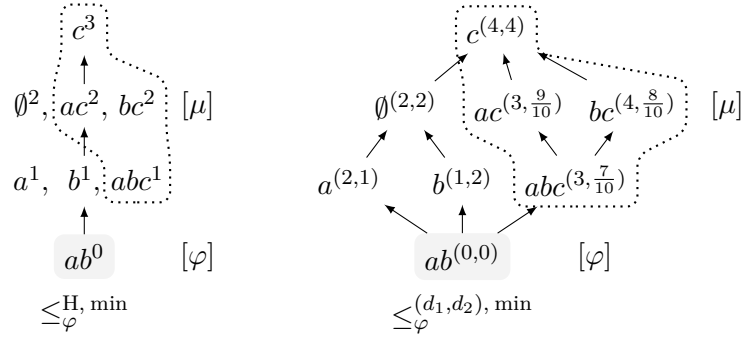 c^3 c^(4,4)
∅^2, ac^2, bc^2 [μ] ∅^(2,2) ac^(3, 9/10) bc^(4, 8/10) [μ]
a^1, b^1, abc^1 a^(2,1) b^(1,2) abc^(3, 7/10)
ab^0 [φ] ab^(0,0) [φ]
≤_φ^H, min ≤_φ^(d_1,d_2), min